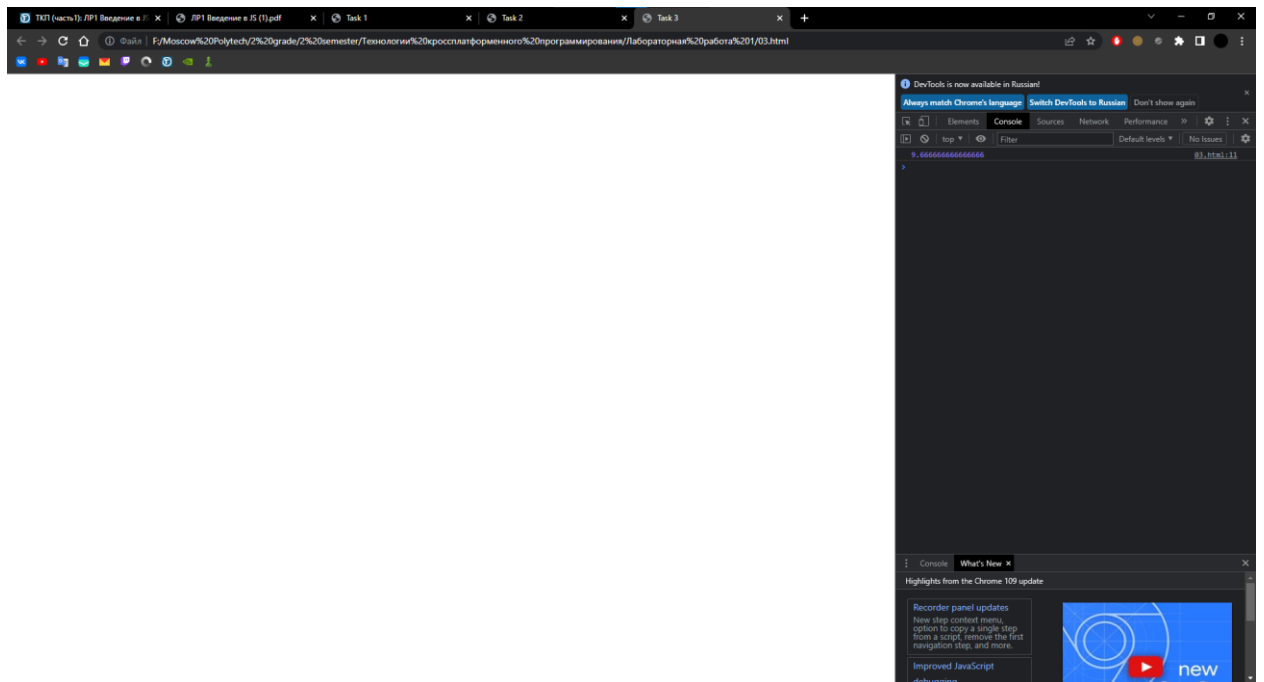 ТКП (часть1): ЛР1 Введение в JS
ЛР1 Введение в JS (1).pdf
Task 1
Task 2
Task 3
Файл | F:/Moscow%20Polytech/2%20grade/2%20semester/Технологии%20кроссплатформенного%20программирования/Лабораторная%20работа%201/03.html
DevTools is now available in Russian!
Always match Chrome's language Switch DevTools to Russian Don't show again
Elements Console Sources Network Performance »
top Filter Default levels No Issues
9.666666666666666 03.html:11
Console What's New
Highlights from the Chrome 109 update
Recorder panel updates
New step context menu,
option to copy a single step
from a script, remove the first
navigation step, and more.
Improved JavaScript
debugging
new